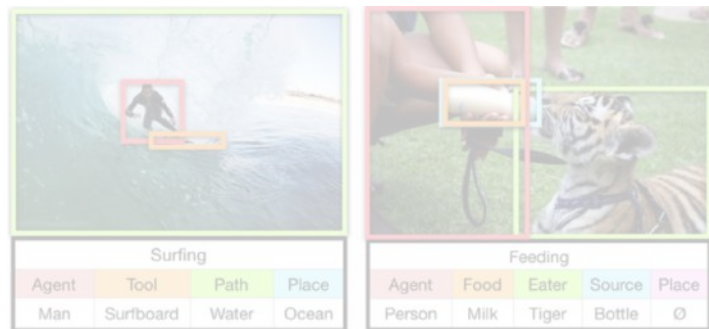 Surfing
Agent Tool Path Place
Man Surfboard Water Ocean
Feeding
Agent Food Eater Source Place
Person Milk Tiger Bottle Ø